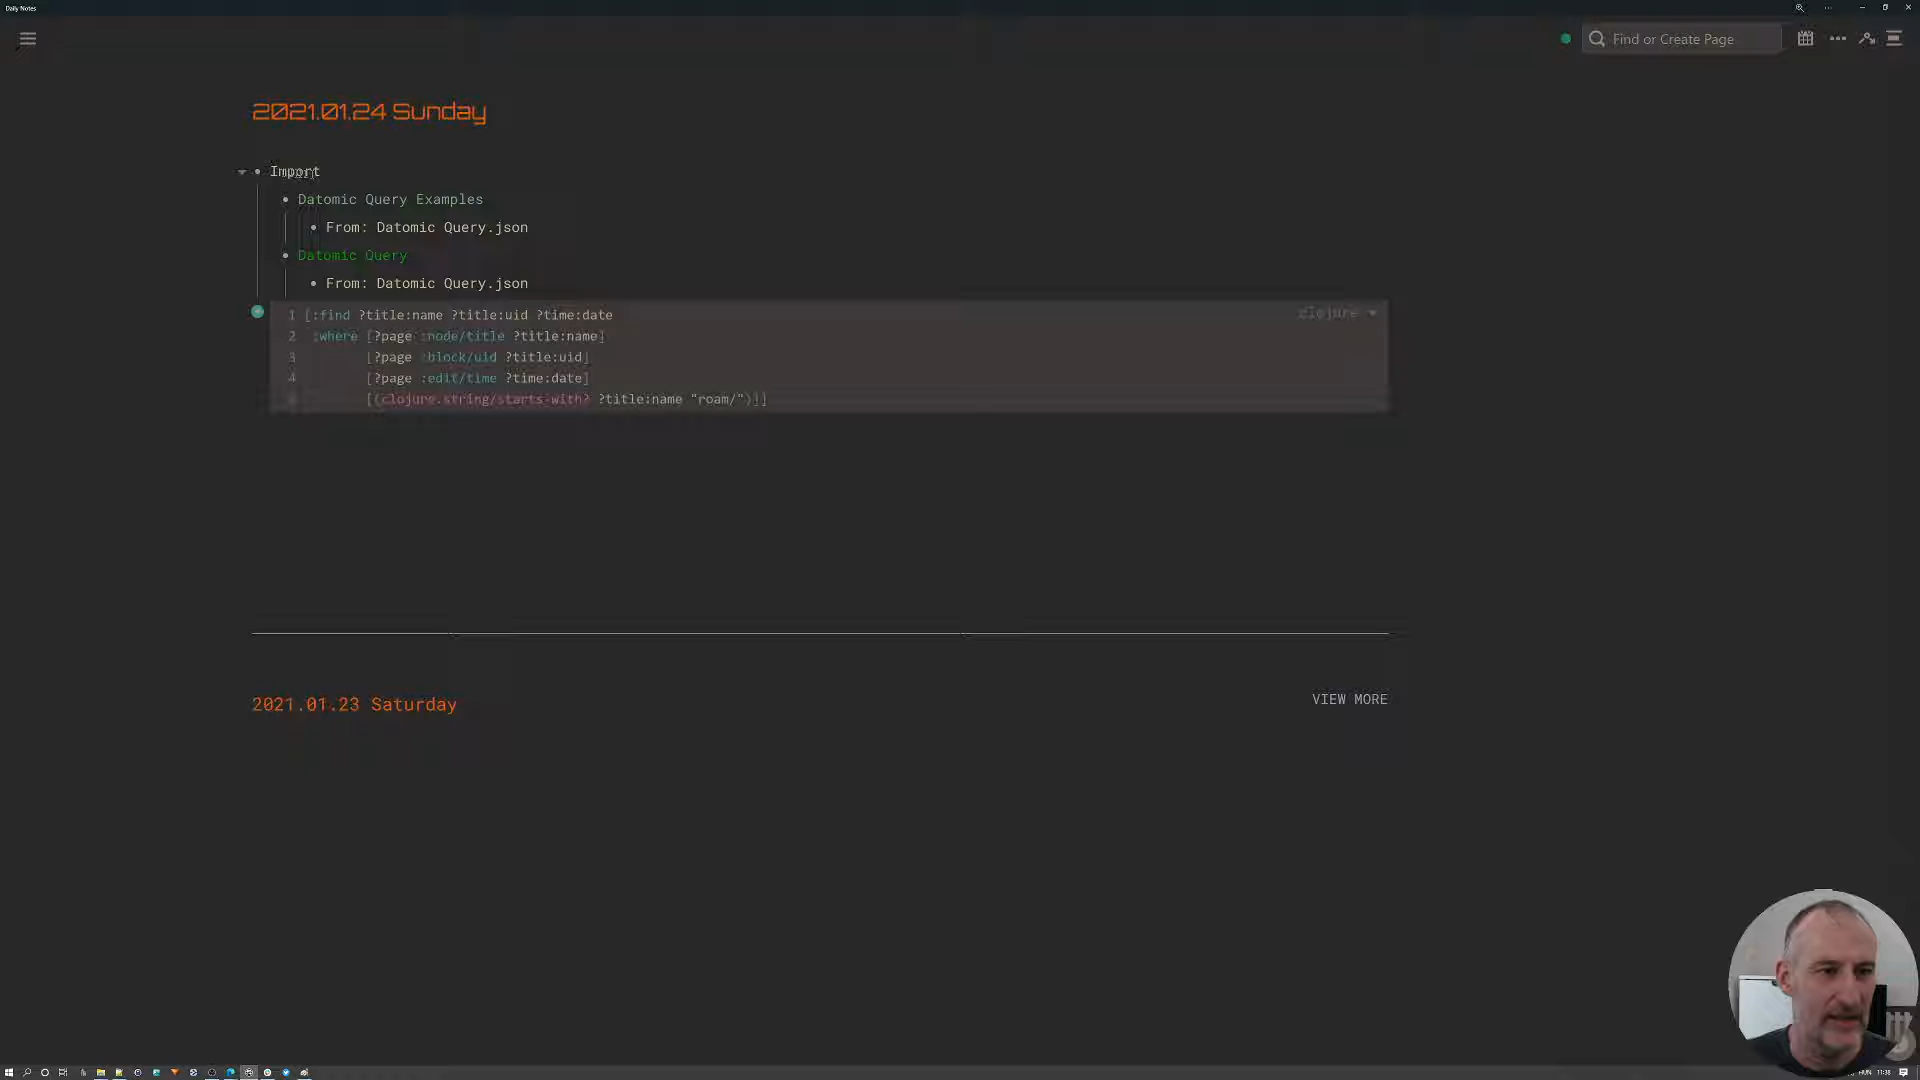 Daily Notes
Find or Create Page
2021.01.24 Sunday
Import
Datomic Query Examples
From: Datomic Query.json
Datomic Query
From: Datomic Query.json
clojure
1 [:find ?title:name ?title:uid ?time:date
2 :where [?page :node/title ?title:name]
3 [?page :block/uid ?title:uid]
4 [?page :edit/time ?time:date]
[(clojure.string/starts-with? ?title:name "roam/")]]
2021.01.23 Saturday
VIEW MORE
HUN 11:38